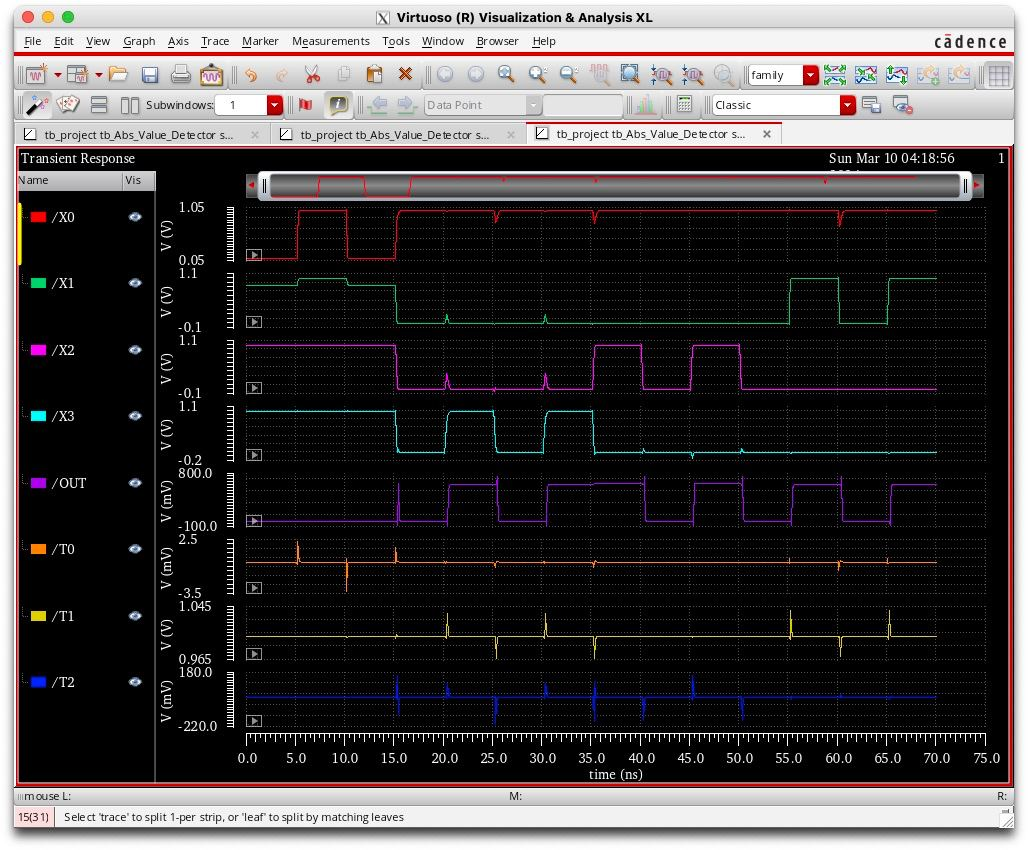 Virtuoso (R) Visualization & Analysis XL
File Edit View Graph Axis Trace Marker Measurements Tools Window Browser Help
cādence
family
Subwindows: 1
Data Point
Classic
tb_project tb_Abs_Value_Detector s...
tb_project tb_Abs_Value_Detector s...
tb_project tb_Abs_Value_Detector s...
Transient Response
Sun Mar 10 04:18:56
1
Name Vis
/X0
1.05
V (V)
0.05
/X1
1.1
V (V)
-0.1
/X2
1.1
V (V)
-0.1
/X3
1.1
V (V)
-0.2
/OUT
800.0
V (mV)
-100.0
/T0
2.5
V (mV)
-3.5
/T1
1.045
V (V)
0.965
/T2
180.0
V (mV)
-220.0
0.0 5.0 10.0 15.0 20.0 25.0 30.0 35.0 40.0 45.0 50.0 55.0 60.0 65.0 70.0 75.0
time (ns)
mouse L: M: R:
15(31) Select 'trace' to split 1-per strip, or 'leaf' to split by matching leaves